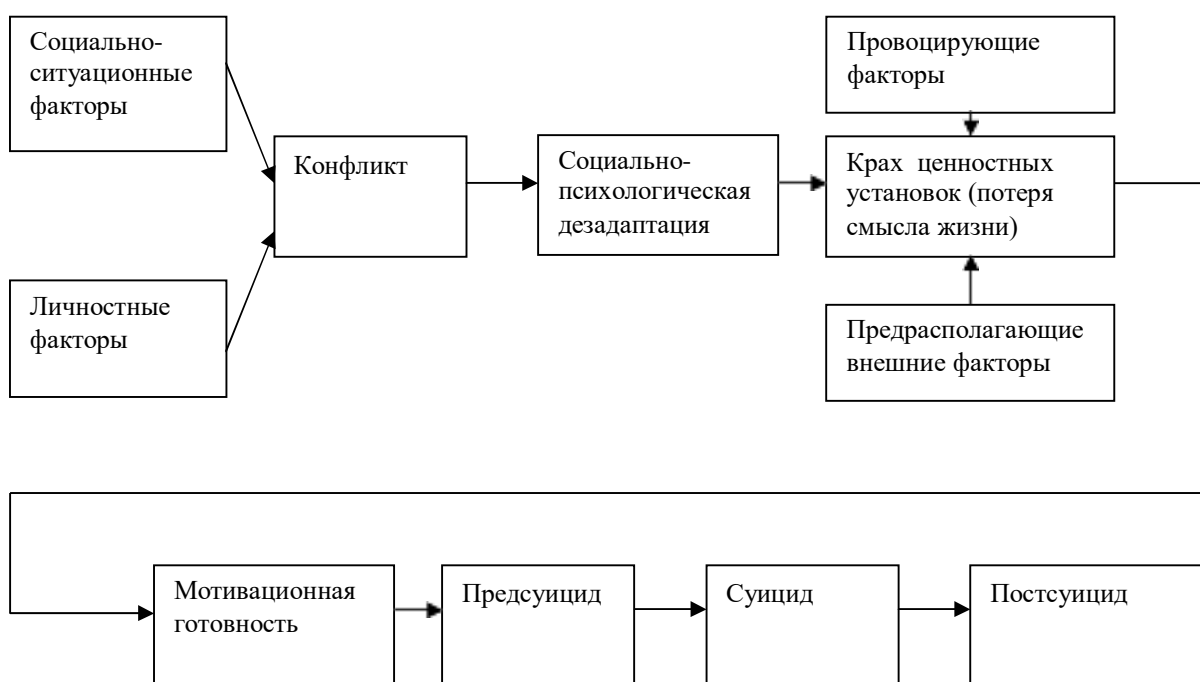 Социально-
ситуационные
факторы
Провоцирующие
факторы
Конфликт
Социально-
психологическая
дезадаптация
Крах ценностных
установок (потеря
смысла жизни)
Личностные
факторы
Предрасполагающие
внешние факторы
Мотивационная
готовность
Предсуицид
Суицид
Постсуицид